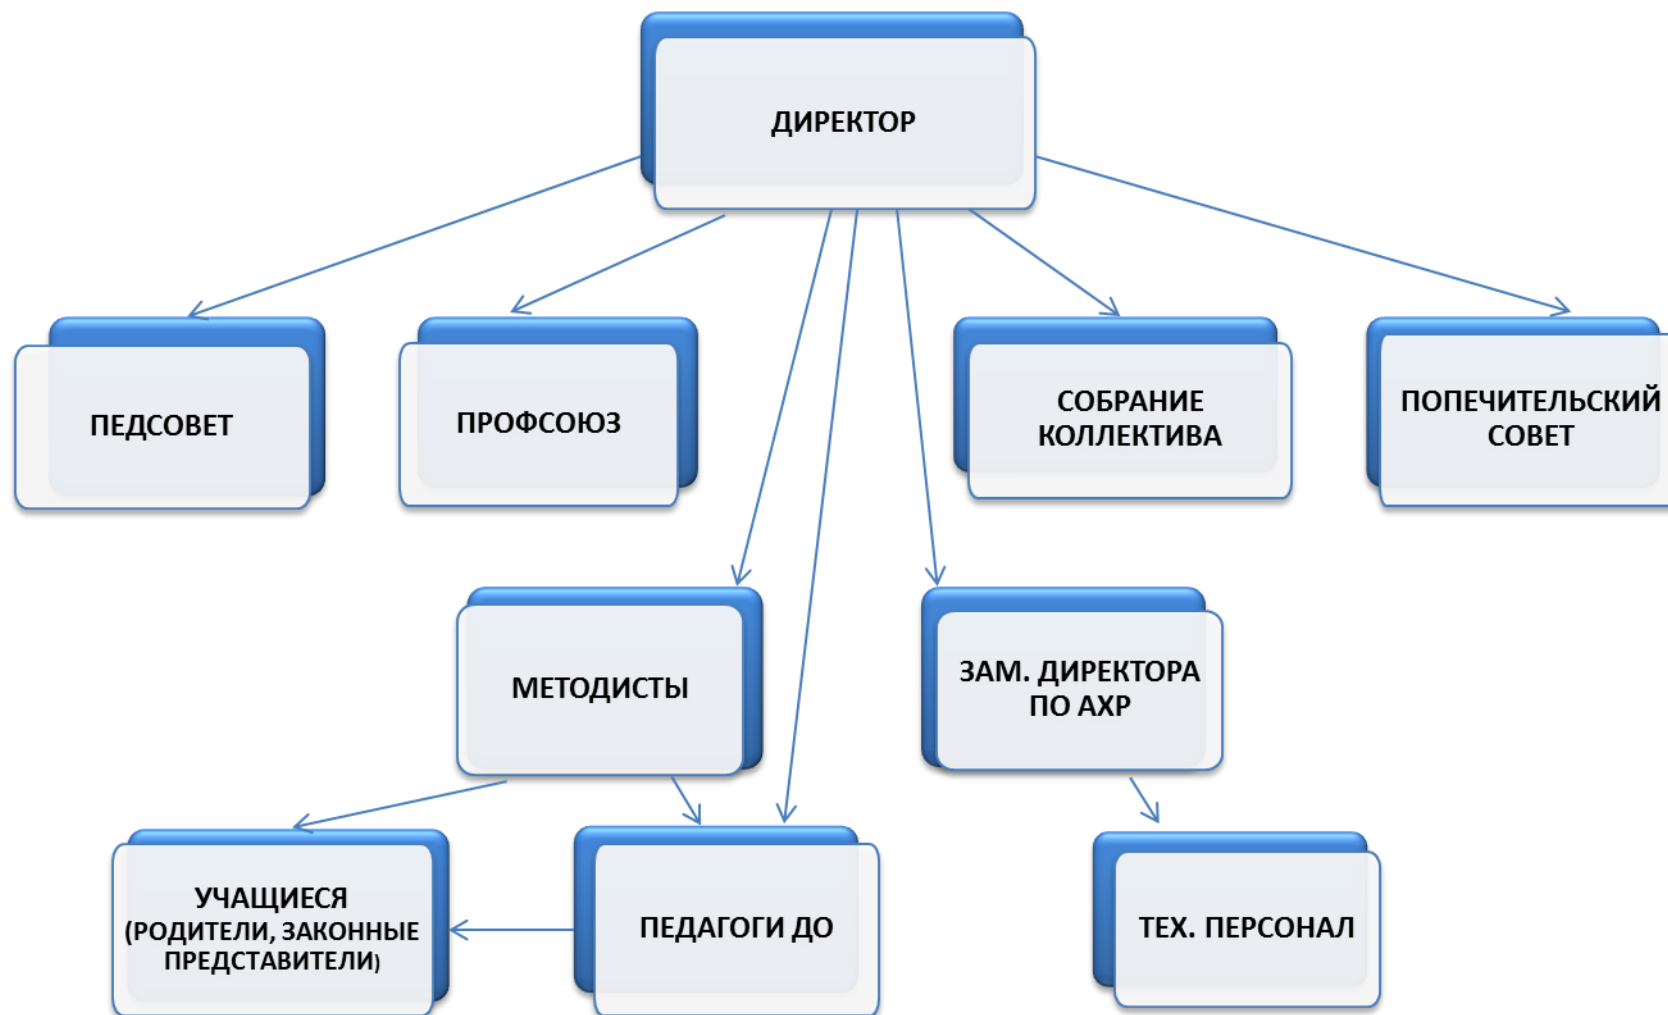 ДИРЕКТОР
ПЕДСОВЕТ
ПРОФСОЮЗ
СОБРАНИЕ
КОЛЛЕКТИВА
ПОПЕЧИТЕЛЬСКИЙ
СОВЕТ
МЕТОДИСТЫ
ЗАМ. ДИРЕКТОРА
ПО АХР
УЧАЩИЕСЯ
(РОДИТЕЛИ, ЗАКОННЫЕ
ПРЕДСТАВИТЕЛИ)
ПЕДАГОГИ ДО
ТЕХ. ПЕРСОНАЛ